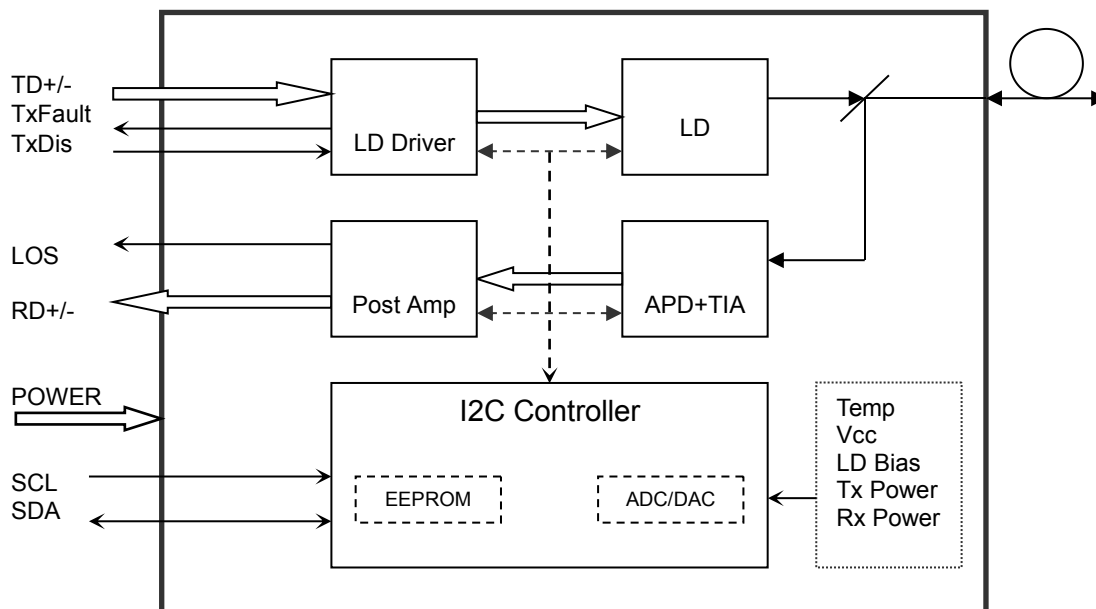 TD+/-
TxFault
TxDis
LD Driver
LD
LOS
RD+/-
Post Amp
APD+TIA
POWER
I2C Controller
SCL
SDA
EEPROM
ADC/DAC
Temp
Vcc
LD Bias
Tx Power
Rx Power